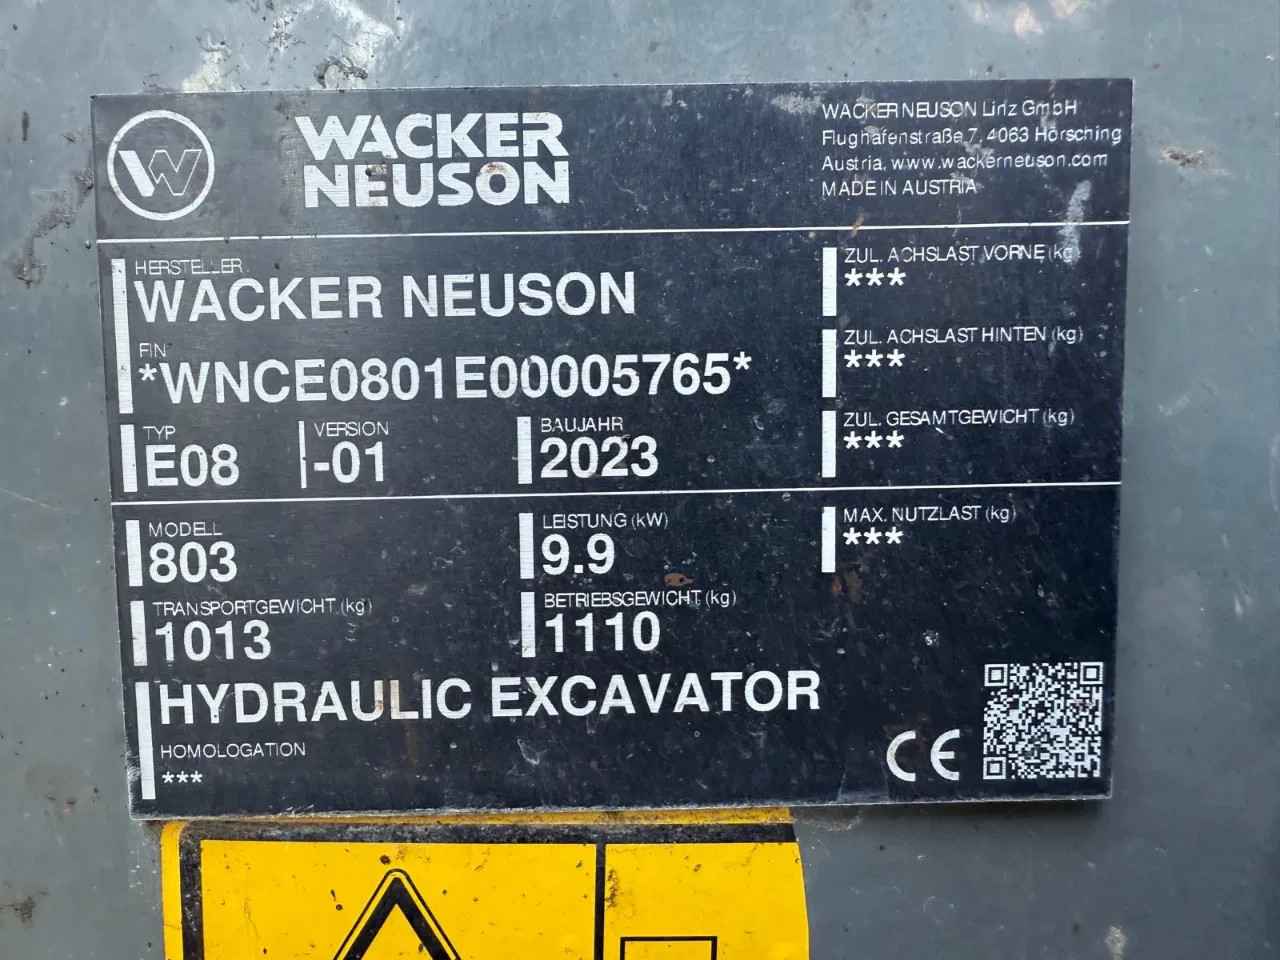 WACKER
NEUSON
WACKER NEUSON Linz GmbH
Flughafenstraße 7, 4063 Hörsching
Austria, www.wackerneuson.com
MADE IN AUSTRIA
HERSTELLER
WACKER NEUSON
FIN
*WNCE0801E00005765*
TYP
E08
VERSION
-01
BAUJAHR
2023
ZUL. ACHSLAST VORNE (kg)
***
ZUL. ACHSLAST HINTEN (kg)
***
ZUL. GESAMTGEWICHT (kg)
***
MODELL
803
LEISTUNG (kW)
9.9
MAX. NUTZLAST (kg)
***
TRANSPORTGEWICHT (kg)
1013
BETRIEBSGEWICHT (kg)
1110
HYDRAULIC EXCAVATOR
HOMOLOGATION
***
CE